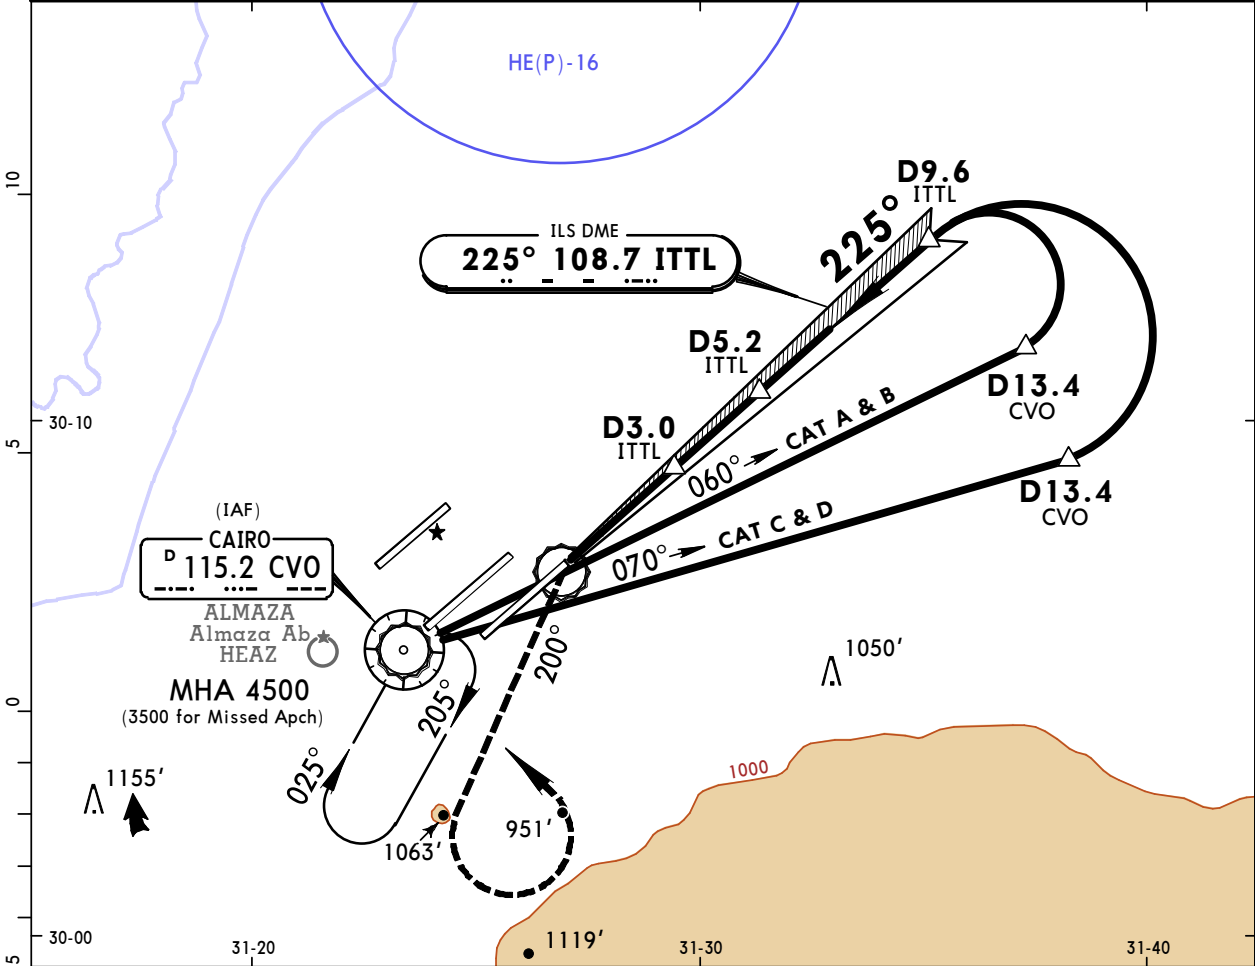 HE(P)-16
D9.6
ITTL
225°
ILS DME
225° 108.7 ITTL
D5.2
ITTL
D13.4
CVO
CAT A & B
060°
D3.0
ITTL
D13.4
CVO
CAT C & D
070°
10
5
0
5
30-10
(IAF)
CAIRO
D 115.2 CVO
ALMAZA
Almaza Ab
HEAZ
MHA 4500
(3500 for Missed Apch)
200°
205°
025°
1050'
1000
1155'
1063'
951'
1119'
30-00
31-20
31-30
31-40